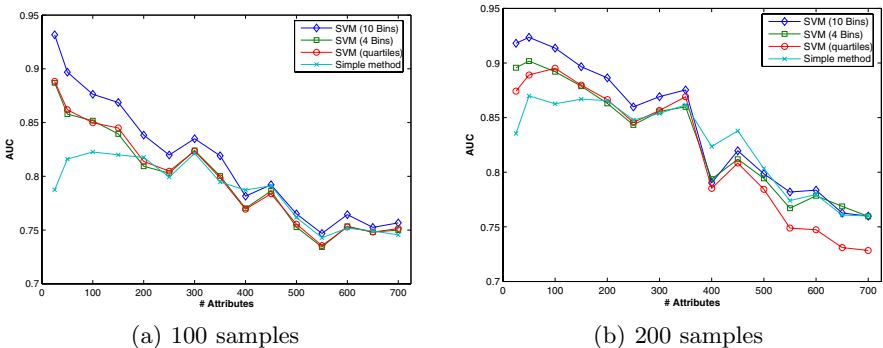 0.95
0.9
0.85
0.8
0.75
0.7
AUC
0 100 200 300 400 500 600 700
# Attributes
SVM (10 Bins)
SVM (4 Bins)
SVM (quartiles)
Simple method
(a) 100 samples
0.95
0.9
0.85
0.8
0.75
0.7
AUC
0 100 200 300 400 500 600 700
# Attributes
SVM (10 Bins)
SVM (4 Bins)
SVM (quartiles)
Simple method
(b) 200 samples